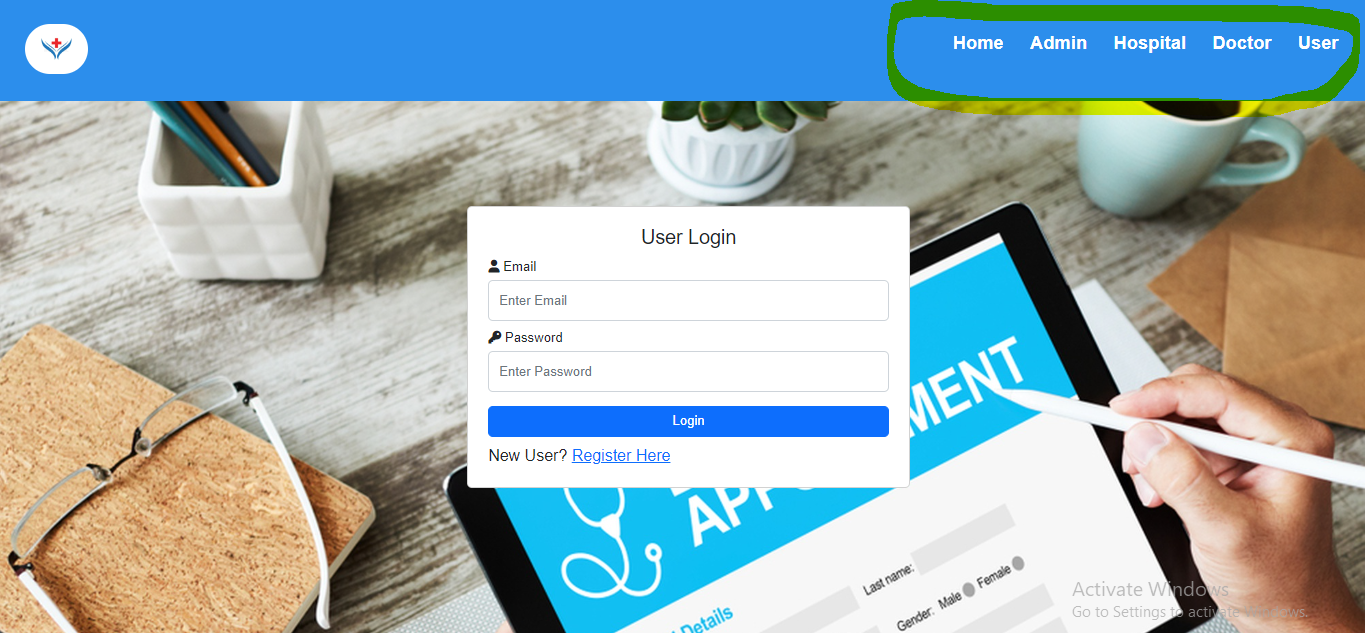 Home Admin Hospital Doctor User
User Login
Email
Enter Email
Password
Enter Password
Login
New User? Register Here
MENT
APPO
Last name:
Gender: Male Female
Details
Activate Windows
Go to Settings to activate Windows.